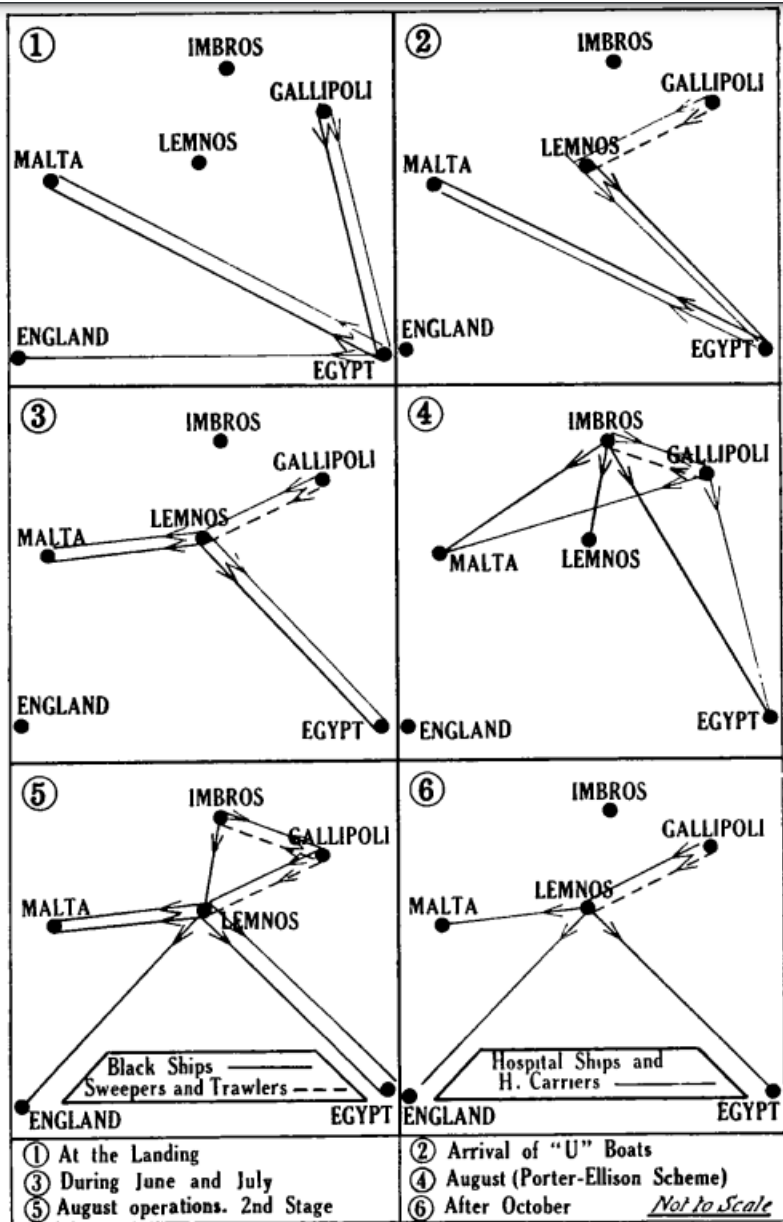 ① IMBROS
GALLIPOLI
LEMNOS
MALTA
ENGLAND
EGYPT
② IMBROS
GALLIPOLI
LEMNOS
MALTA
ENGLAND
EGYPT
③ IMBROS
GALLIPOLI
LEMNOS
MALTA
ENGLAND
EGYPT
④ IMBROS
GALLIPOLI
MALTA
LEMNOS
EGYPT
ENGLAND
⑤ IMBROS
GALLIPOLI
MALTA
LEMNOS
Black Ships
Sweepers and Trawlers
ENGLAND
EGYPT
⑥ IMBROS
GALLIPOLI
LEMNOS
MALTA
Hospital Ships and
H. Carriers
ENGLAND
EGYPT
① At the Landing
② Arrival of "U" Boats
③ During June and July
④ August (Porter-Ellison Scheme)
⑤ August operations. 2nd Stage
⑥ After October
Not to Scale